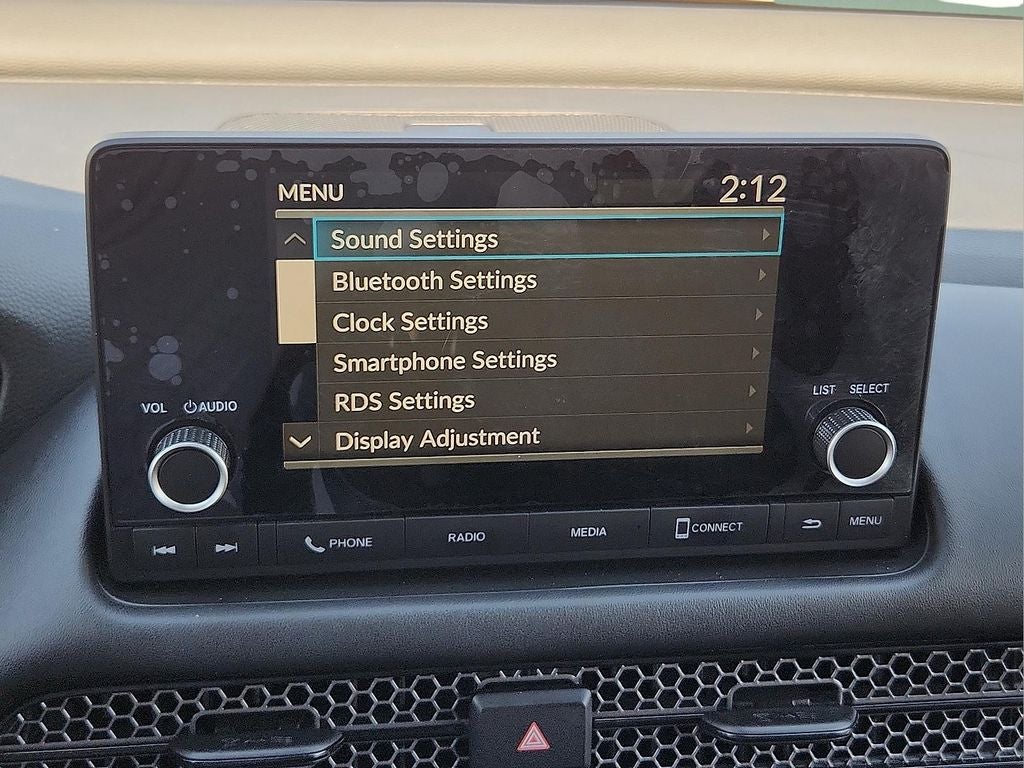 MENU 2:12
Sound Settings
Bluetooth Settings
Clock Settings
Smartphone Settings
RDS Settings
Display Adjustment
VOL AUDIO
LIST SELECT
PHONE RADIO MEDIA CONNECT MENU